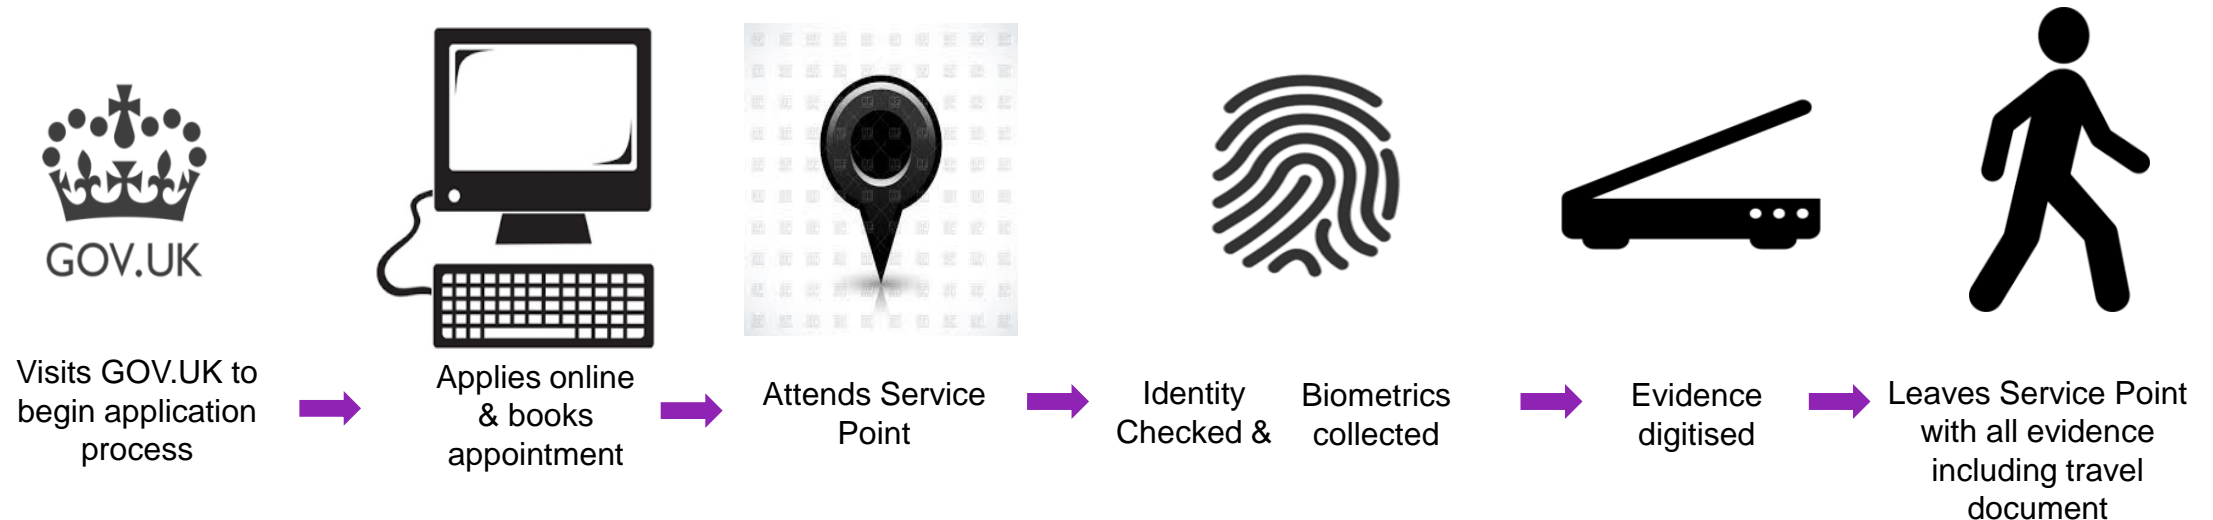 GOV.UK
Visits GOV.UK to
begin application
process
Applies online
& books
appointment
Attends Service
Point
Identity
Checked &
Biometrics
collected
Evidence
digitised
Leaves Service Point
with all evidence
including travel
document